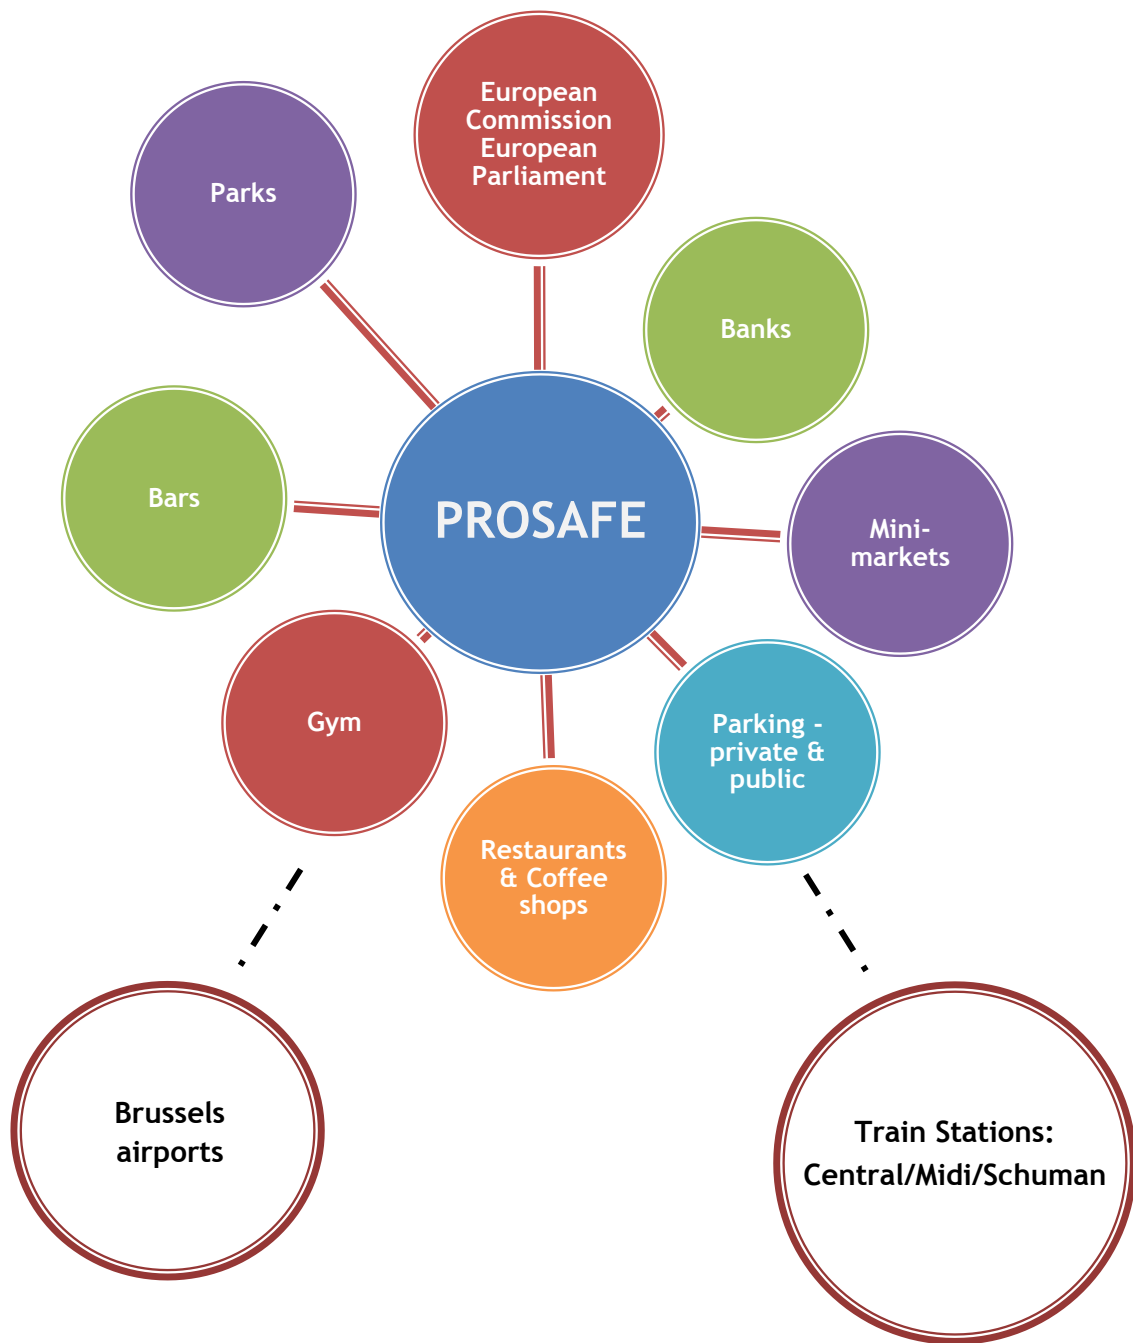 European
Commission
European
Parliament
Parks
Banks
Bars
PROSAFE
Mini-
markets
Gym
Parking -
private &
public
Restaurants
& Coffee
shops
Brussels
airports
Train Stations:
Central/Midi/Schuman